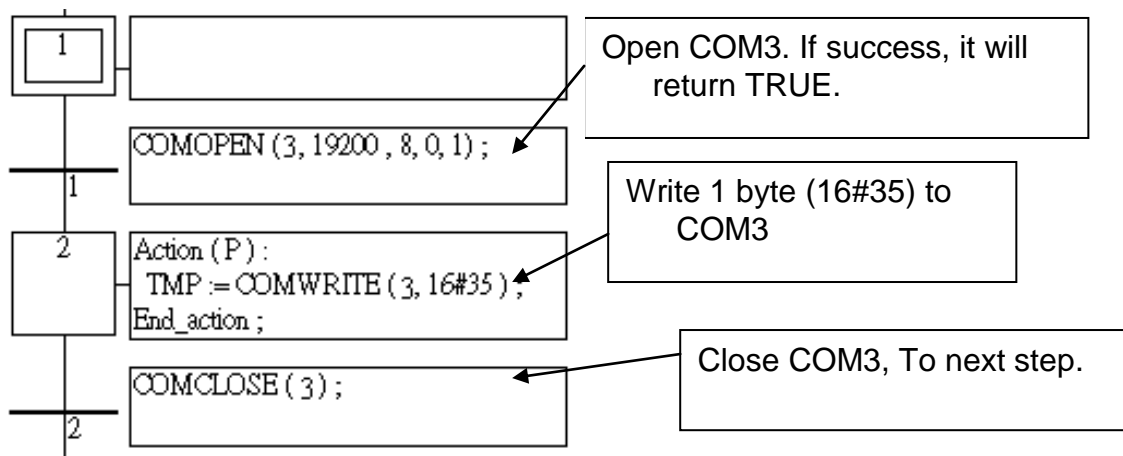 1
Open COM3. If success, it will
return TRUE.
COMOPEN (3, 19200 , 8, 0, 1) ;
1
Write 1 byte (16#35) to
COM3
2
Action (P) :
TMP := COMWRITE (3, 16#35 ) ;
End_action ;
Close COM3, To next step.
COMCLOSE (3) ;
2